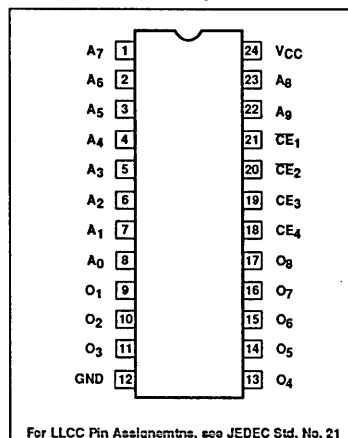 A7 1 24 VCC
A6 2 23 A8
A5 3 22 A9
A4 4 21 C̅E̅1
A3 5 20 C̅E̅2
A2 6 19 CE3
A1 7 18 CE4
A0 8 17 O8
O1 9 16 O7
O2 10 15 O6
O3 11 14 O5
GND 12 13 O4
For LLCC Pin Assignemtns, see JEDEC Std. No. 21